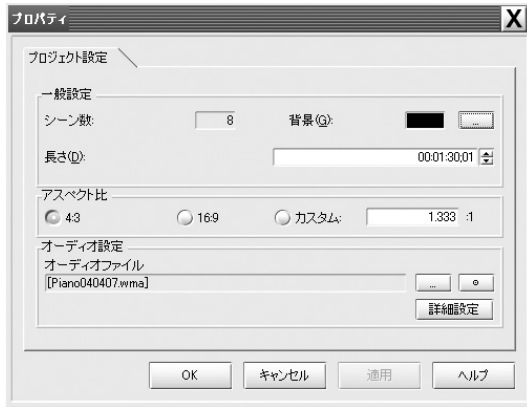 プロパティ
X
プロジェクト設定
一般設定
シーン数: 8 背景(G): ...
長さ(D): 00:01:30;01
アスペクト比
4:3 16:9 カスタム: 1.333 :1
オーディオ設定
オーディオファイル
[Piano040407.wma] ...
詳細設定
OK キャンセル 適用 ヘルプ